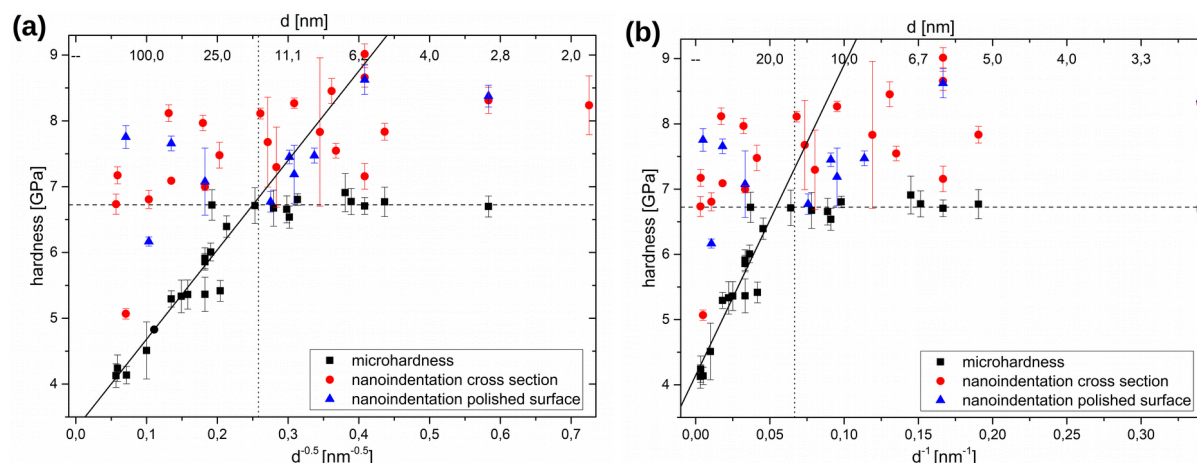 (a)
d [nm]
-- 100,0 25,0 11,1 6,2 4,0 2,8 2,0
9
8
7
6
5
4
hardness [GPa]
microhardness
nanoindentation cross section
nanoindentation polished surface
0,0 0,1 0,2 0,3 0,4 0,5 0,6 0,7
d-0.5 [nm-0.5]
(b)
d [nm]
-- 20,0 10,0 6,7 5,0 4,0 3,3
9
8
7
6
5
4
hardness [GPa]
microhardness
nanoindentation cross section
nanoindentation polished surface
0,00 0,05 0,10 0,15 0,20 0,25 0,30
d-1 [nm-1]